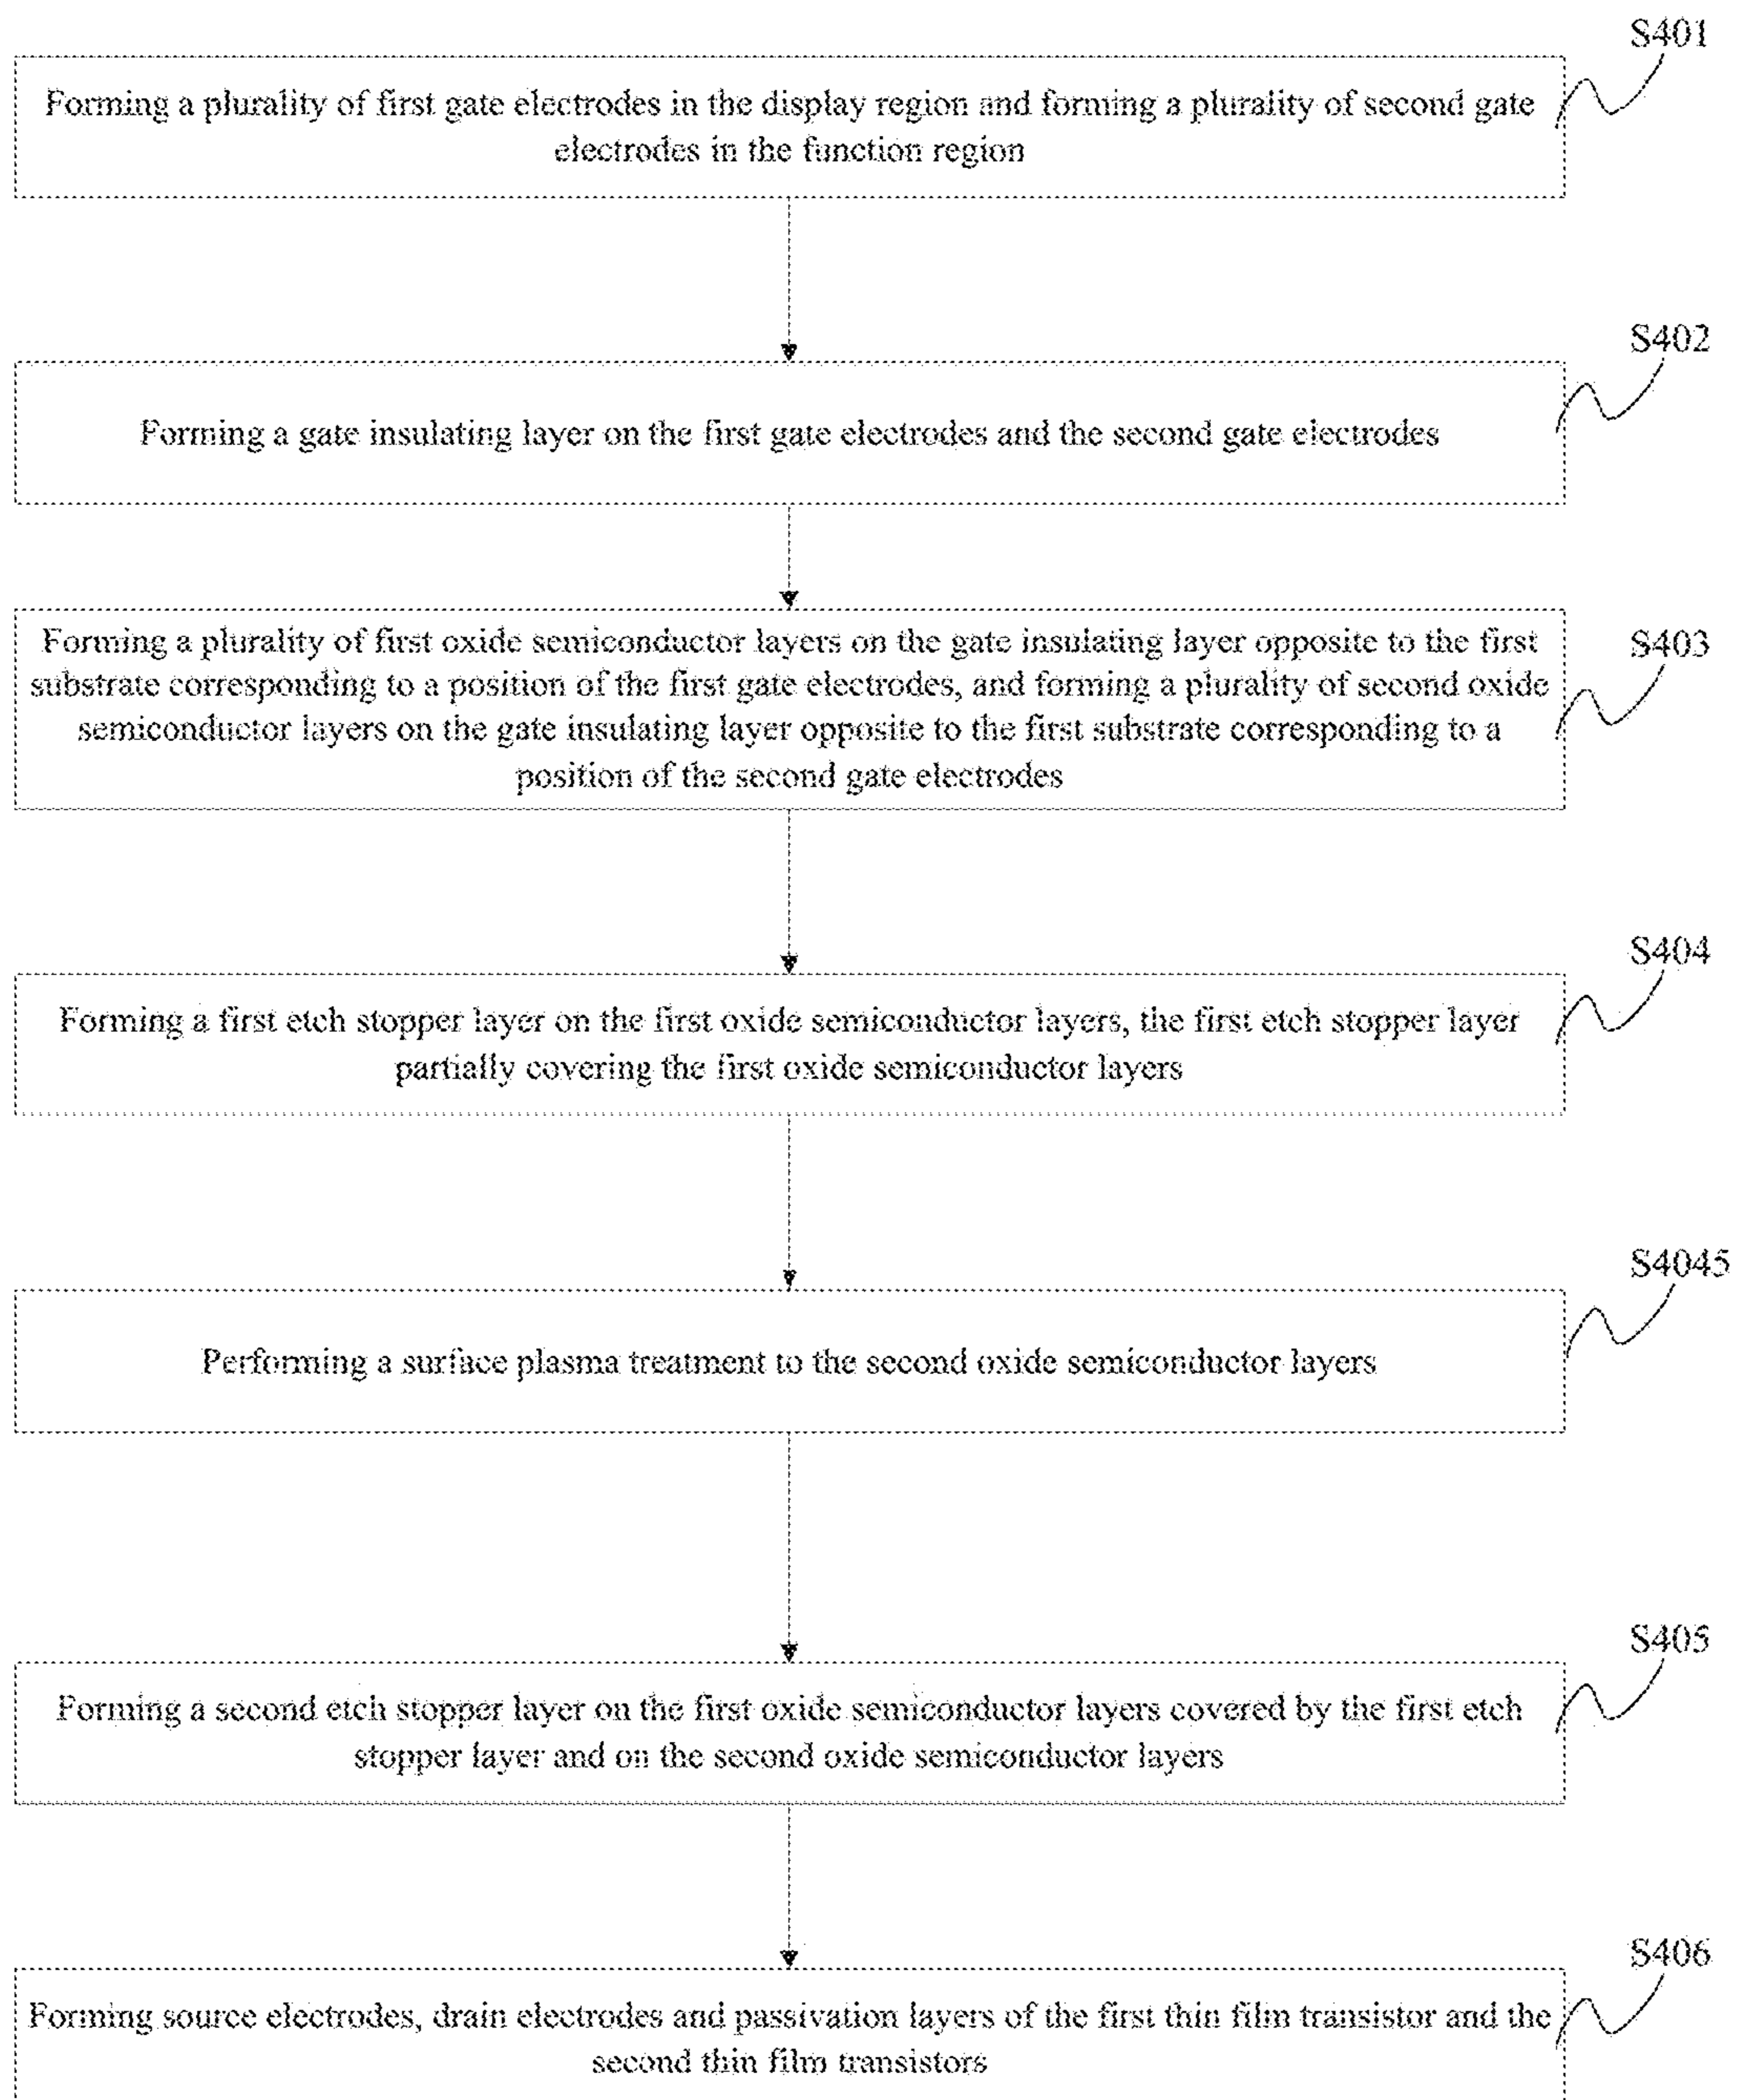 S401
Forming a plurality of first gate electrodes in the display region and forming a plurality of second gate
electrodes in the function region
S402
Forming a gate insulating layer on the first gate electrodes and the second gate electrodes
S403
Forming a plurality of first oxide semiconductor layers on the gate insulating layer opposite to the first
substrate corresponding to a position of the first gate electrodes, and forming a plurality of second oxide
semiconductor layers on the gate insulating layer opposite to the first substrate corresponding to a
position of the second gate electrodes
S404
Forming a first etch stopper layer on the first oxide semiconductor layers, the first etch stopper layer
partially covering the first oxide semiconductor layers
S4045
Performing a surface plasma treatment to the second oxide semiconductor layers
S405
Forming a second etch stopper layer on the first oxide semiconductor layers covered by the first etch
stopper layer and on the second oxide semiconductor layers
S406
Forming source electrodes, drain electrodes and passivation layers of the first thin film transistor and the
second thin film transistors